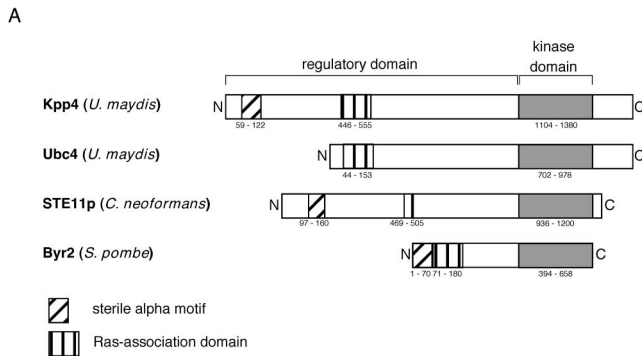 A
kinase
regulatory domain domain
Kpp4 (U. maydis) N C
59 - 122 446 - 555 1104 - 1380
Ubc4 (U. maydis) N C
44 - 153 702 - 978
STE11p (C. neoformans) N C
97 - 160 469 - 505 936 - 1200
Byr2 (S. pombe) N C
1 - 70 71 - 180 394 - 658
sterile alpha motif
Ras-association domain